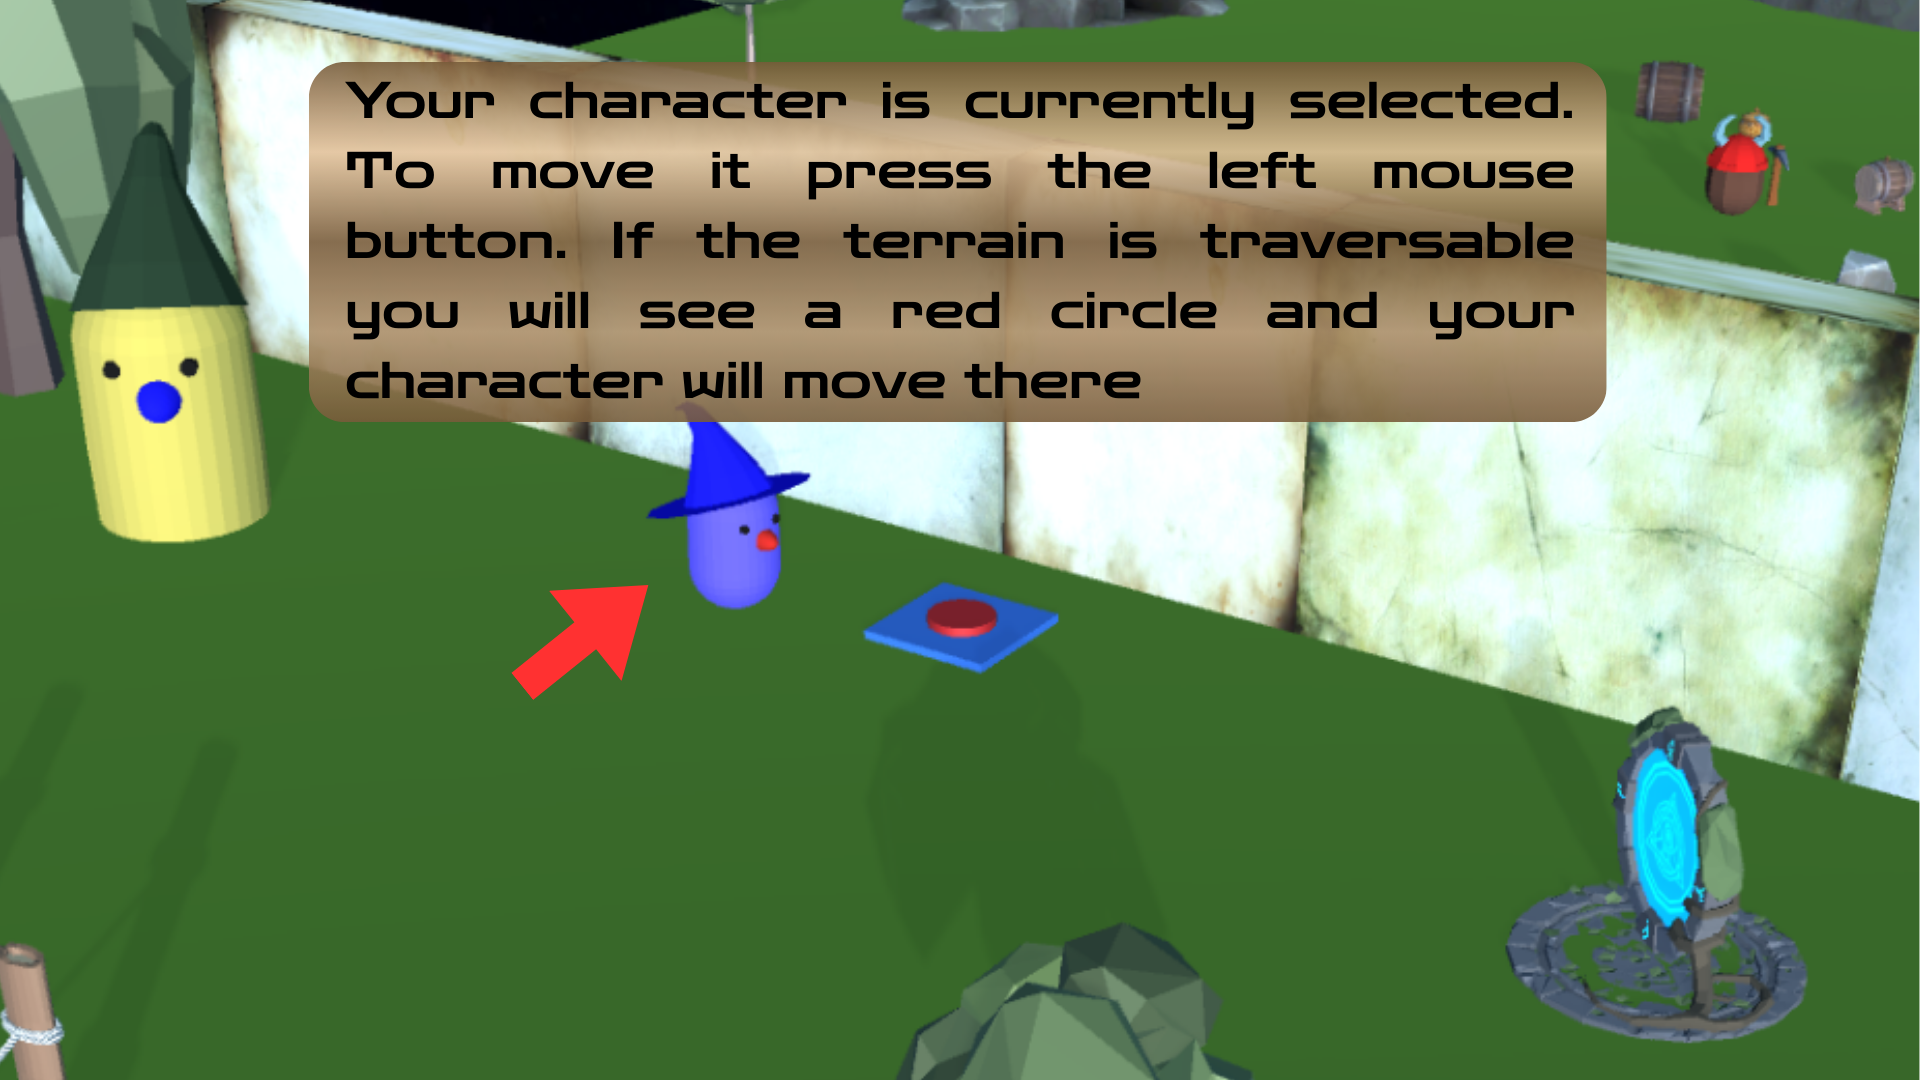 Your character is currently selected.
To move it press the left mouse
button. If the terrain is traversable
you will see a red circle and your
character will move there